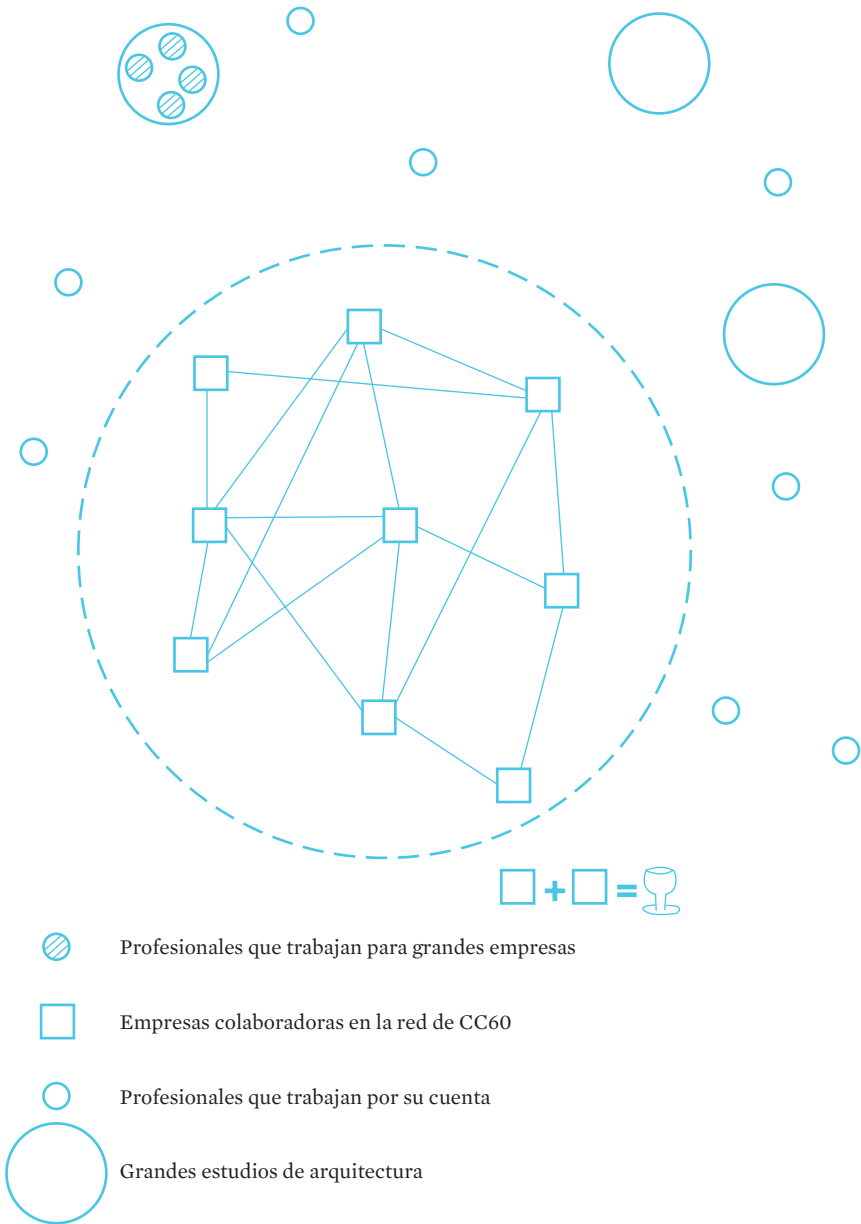 + =
Profesionales que trabajan para grandes empresas
Empresas colaboradoras en la red de CC60
Profesionales que trabajan por su cuenta
Grandes estudios de arquitectura